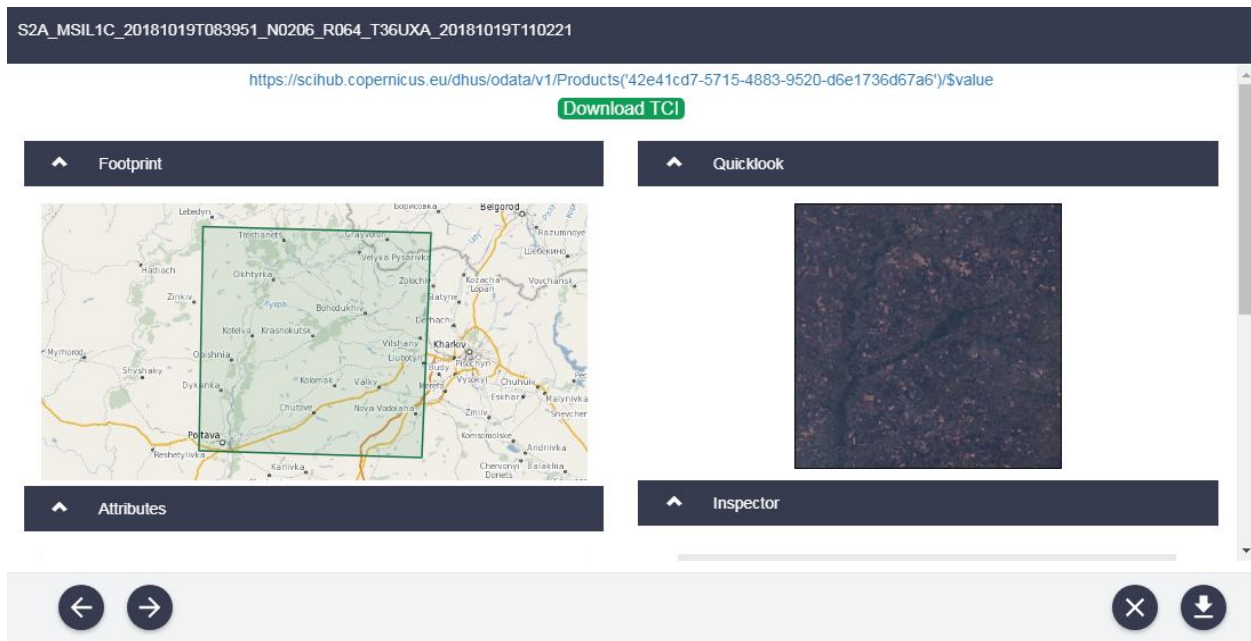 S2A_MSIL1C_20181019T083951_N0206_R064_T36UXA_20181019T110221
https://scihub.copernicus.eu/dhus/odata/v1/Products('42e41cd7-5715-4883-9520-d6e1736d67a6')/$value
Download TCI
Footprint
Quicklook
Lebedyn
Борисовка
Belgorod
Trostianets
Grayvoron
Razumnoye
Velyka Pysarivka
Шебекино
Hadiach
Okhtyrka
Zolochiv
Kozacha Lopan
Vovchansk
Zinkiv
Bohodukhiv
Slatyne
Kotelva
Krasnokutsk
Derhachi
Vilshany
Kharkiv
Myrhorod
Opishnia
Liubotyn
Pisochyn
Shyshaky
Budy
Dykanka
Kolomak
Valky
Merefa
Vysokyi
Chuhuiv
Eskhar
Malynivka
Chutove
Nova Vodolaha
Zmiiv
Poltava
Komsomolske
Andriivka
Reshetylivka
Karlivka
Chervonyi Donets
Balakliia
Attributes
Inspector